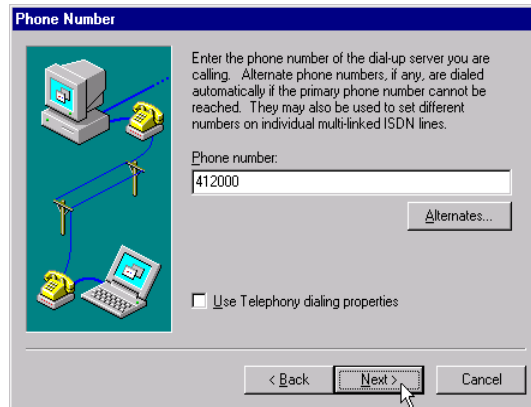 Phone Number
Enter the phone number of the dial-up server you are
calling. Alternate phone numbers, if any, are dialed
automatically if the primary phone number cannot be
reached. They may also be used to set different
numbers on individual multi-linked ISDN lines.
Phone number:
412000
Alternates...
Use Telephony dialing properties
< Back
Next >
Cancel